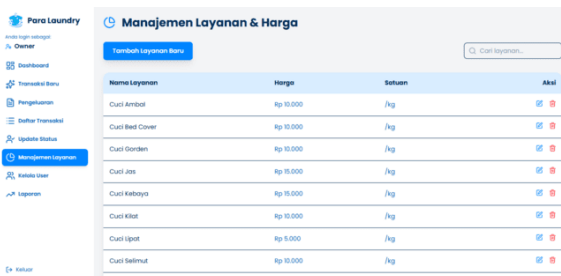 Para Laundry
Anda login sebagai:
Owner
Dashboard
Transaksi Baru
Pengeluaran
Daftar Transaksi
Update Status
Manajemen Layanan
Kelola User
Laporan
Keluar
Manajemen Layanan & Harga
Tambah Layanan Baru
Cari layanan...
Nama Layanan Harga Satuan Aksi
Cuci Ambal Rp 10.000 /kg
Cuci Bed Cover Rp 10.000 /kg
Cuci Gorden Rp 10.000 /kg
Cuci Jas Rp 15.000 /kg
Cuci Kebaya Rp 15.000 /kg
Cuci Kilat Rp 10.000 /kg
Cuci Lipat Rp 5.000 /kg
Cuci Selimut Rp 10.000 /kg